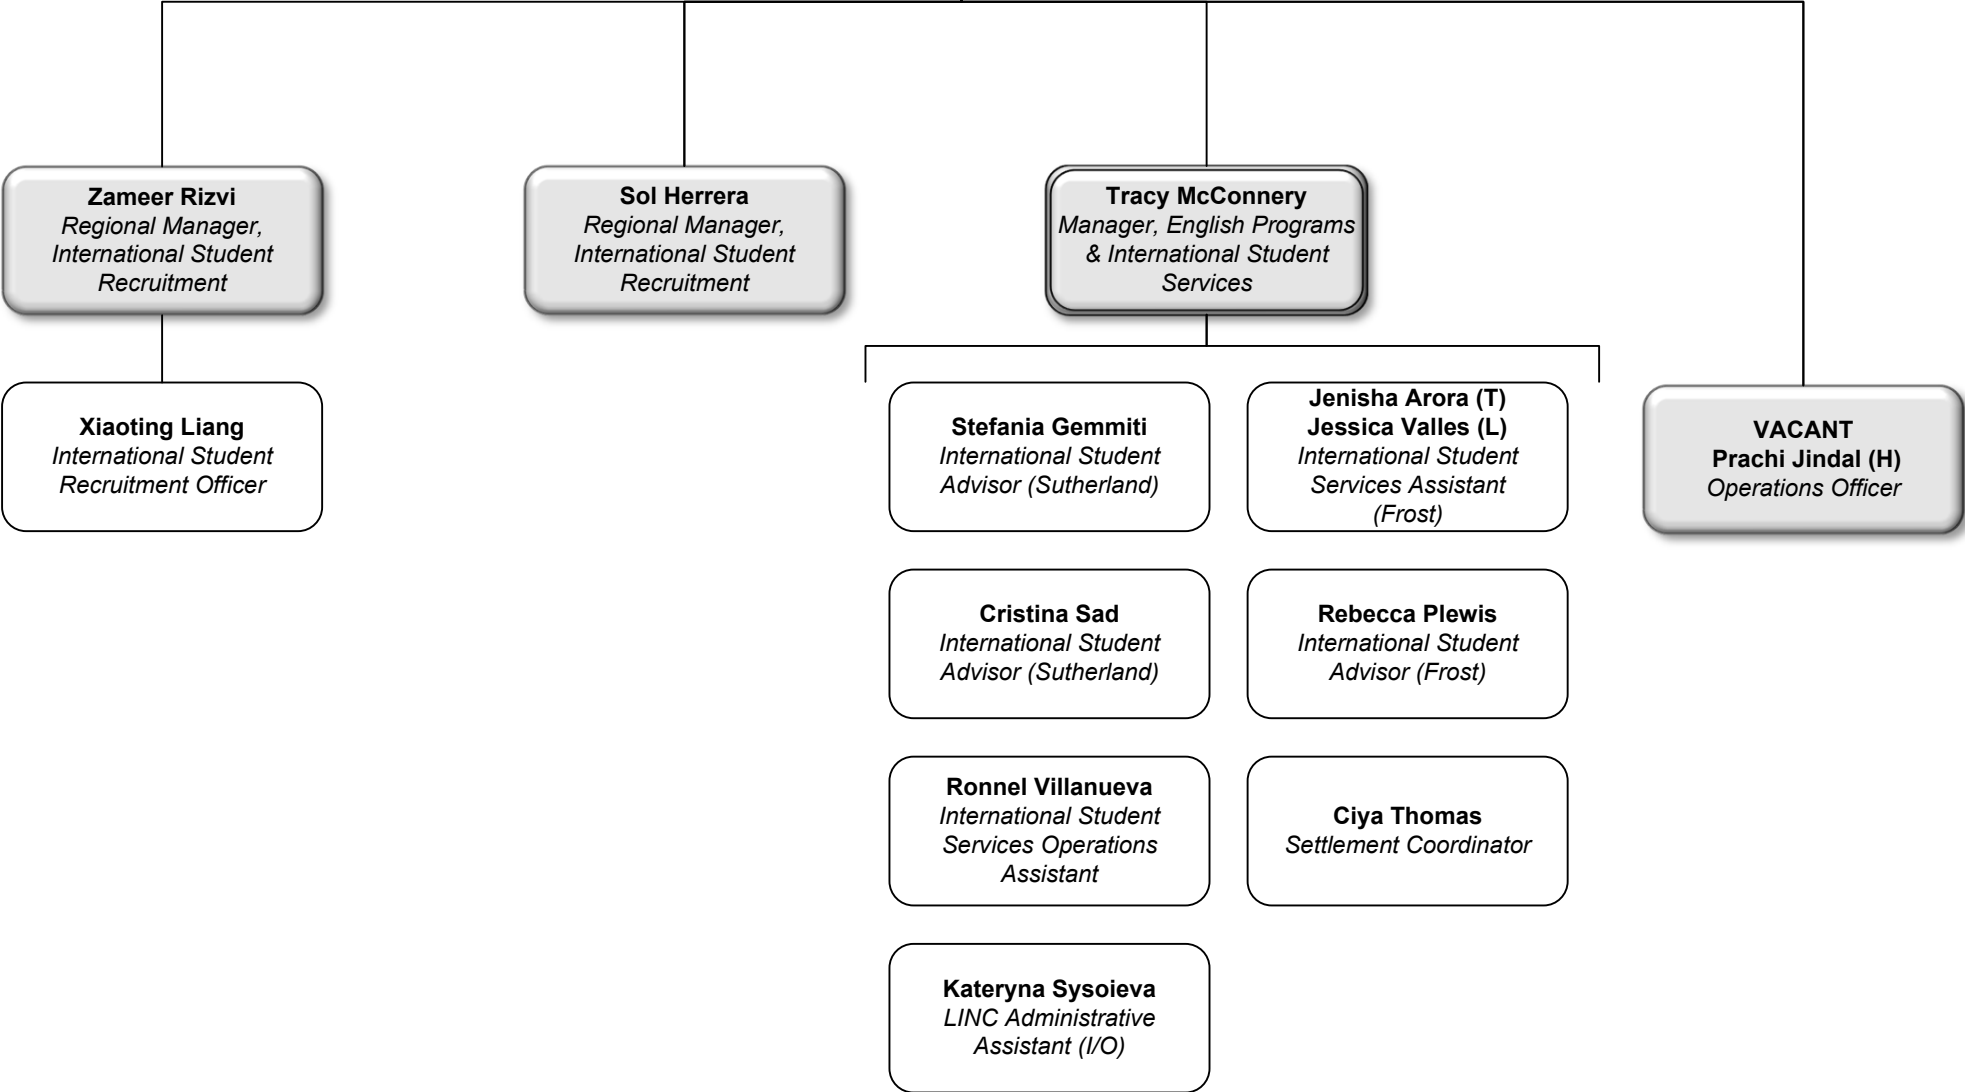 Zameer Rizvi
Regional Manager,
International Student
Recruitment
Sol Herrera
Regional Manager,
International Student
Recruitment
Tracy McConnery
Manager, English Programs
& International Student
Services
Xiaoting Liang
International Student
Recruitment Officer
Stefania Gemmiti
International Student
Advisor (Sutherland)
Jenisha Arora (T)
Jessica Valles (L)
International Student
Services Assistant
(Frost)
VACANT
Prachi Jindal (H)
Operations Officer
Cristina Sad
International Student
Advisor (Sutherland)
Rebecca Plewis
International Student
Advisor (Frost)
Ronnel Villanueva
International Student
Services Operations
Assistant
Ciya Thomas
Settlement Coordinator
Kateryna Sysoieva
LINC Administrative
Assistant (I/O)